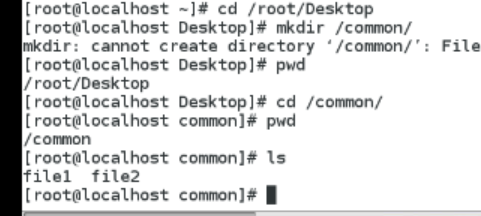 [root@localhost ~]# cd /root/Desktop
[root@localhost Desktop]# mkdir /common/
mkdir: cannot create directory ‘/common/’: File
[root@localhost Desktop]# pwd
/root/Desktop
[root@localhost Desktop]# cd /common/
[root@localhost common]# pwd
/common
[root@localhost common]# ls
file1  file2
[root@localhost common]#